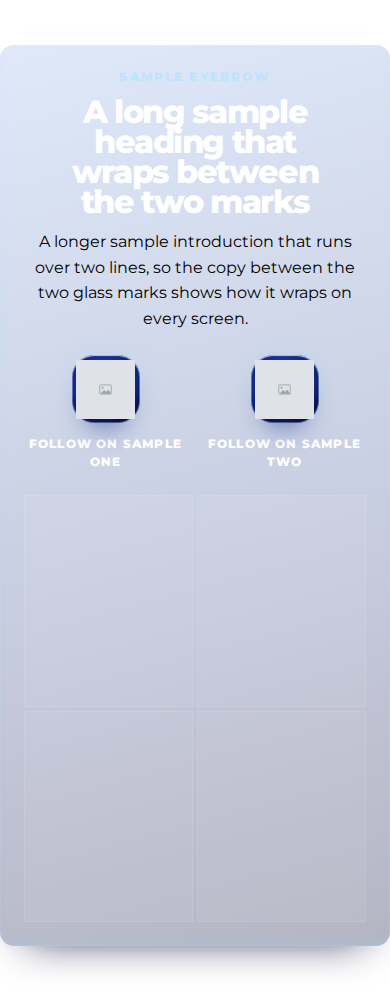 SAMPLE EYEBROW
A long sample
heading that
wraps between
the two marks
A longer sample introduction that runs
over two lines, so the copy between the
two glass marks shows how it wraps on
every screen.
FOLLOW ON SAMPLE
ONE
FOLLOW ON SAMPLE
TWO